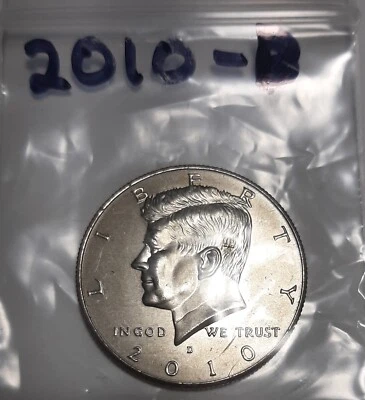 2010-B
LIBERTY
IN GOD WE TRUST
D
2010